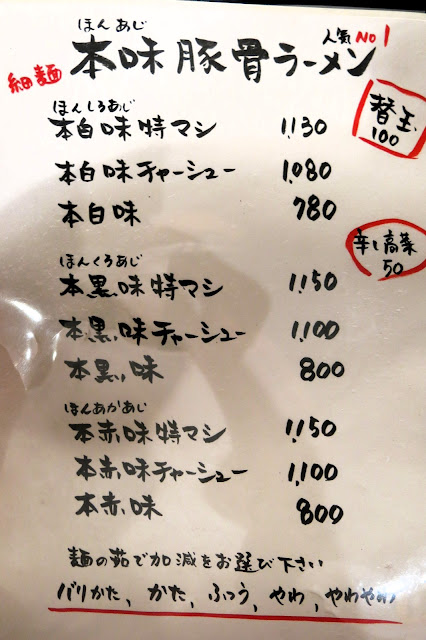 ほんあじ
人気 NO1
細麺
本味豚骨ラーメン
替玉
100
ほんしろあじ
本白味特マシ 1,130
本白味チャーシュー 1,080
本白味 780
辛し高菜
50
ほんくろあじ
本黒味特マシ 1,150
本黒味チャーシュー 1,100
本黒味 800
ほんあかあじ
本赤味特マシ 1,150
本赤味チャーシュー 1,100
本赤味 800
麺の茹で加減をお選び下さい
バリかた、かた、ふつう、やわ、やわやわ